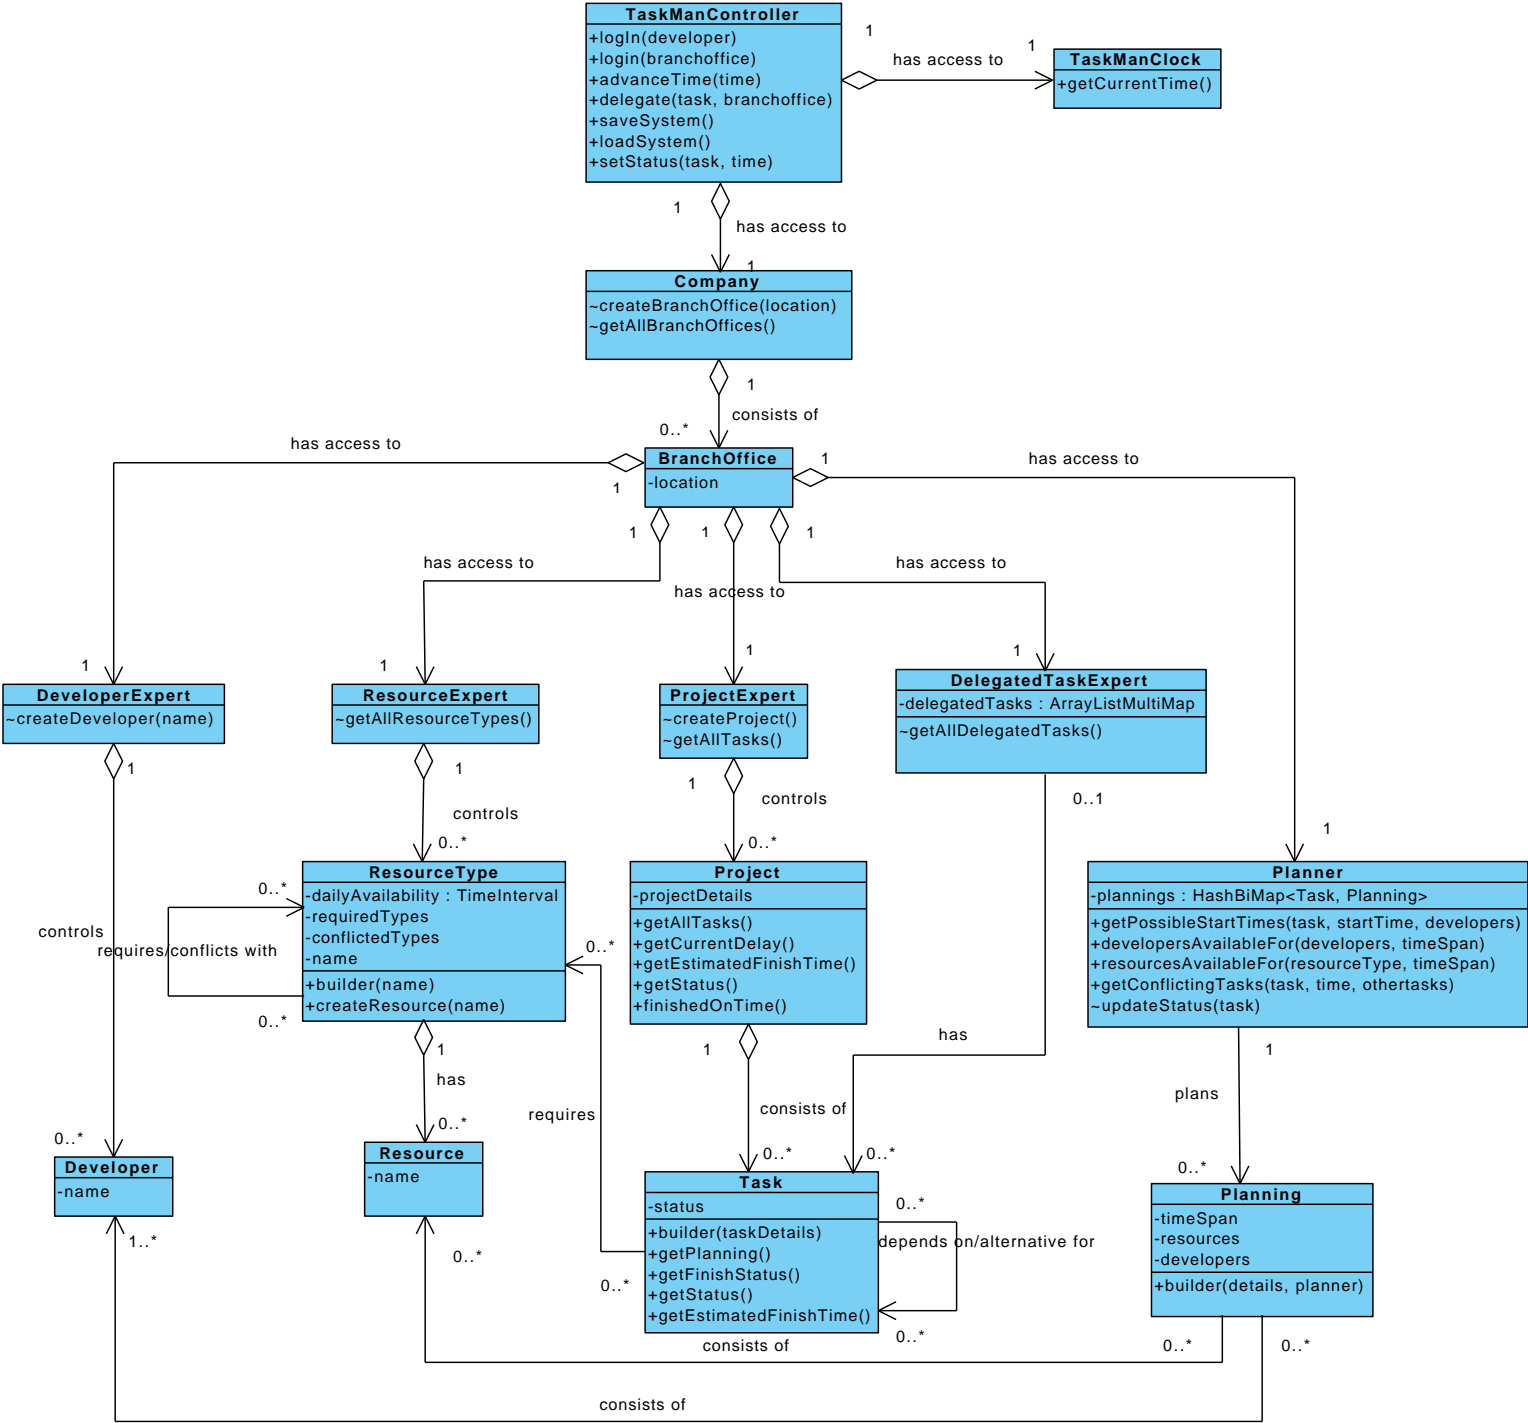 TaskManController
+logIn(developer)
+login(branchoffice)
+advanceTime(time)
+delegate(task, branchoffice)
+saveSystem()
+loadSystem()
+setStatus(task, time)
1
has access to
1
TaskManClock
+getCurrentTime()
1
has access to
1
Company
~createBranchOffice(location)
~getAllBranchOffices()
1
consists of
0..*
BranchOffice
-location
has access to
1
1
has access to
1
has access to
1
has access to
1
has access to
1
1
1
1
1
DeveloperExpert
~createDeveloper(name)
ResourceExpert
~getAllResourceTypes()
ProjectExpert
~createProject()
~getAllTasks()
DelegatedTaskExpert
-delegatedTasks : ArrayListMultiMap
~getAllDelegatedTasks()
1
1
controls
0..*
1
controls
0..*
0..1
controls
0..*
requires/conflicts with
0..*
ResourceType
-dailyAvailability : TimeInterval
-requiredTypes
-conflictedTypes
-name
+builder(name)
+createResource(name)
0..*
requires
0..*
Project
-projectDetails
+getAllTasks()
+getCurrentDelay()
+getEstimatedFinishTime()
+getStatus()
+finishedOnTime()
Planner
-plannings : HashBiMap<Task, Planning>
+getPossibleStartTimes(task, startTime, developers)
+developersAvailableFor(developers, timeSpan)
+resourcesAvailableFor(resourceType, timeSpan)
+getConflictingTasks(task, time, othertasks)
~updateStatus(task)
1
has
0..*
1
consists of
0..*
has
0..*
1
plans
0..*
0..*
Developer
-name
1..*
Resource
-name
0..*
Task
-status
+builder(taskDetails)
+getPlanning()
+getFinishStatus()
+getStatus()
+getEstimatedFinishTime()
0..*
depends on/alternative for
0..*
Planning
-timeSpan
-resources
-developers
+builder(details, planner)
consists of
0..*
0..*
consists of